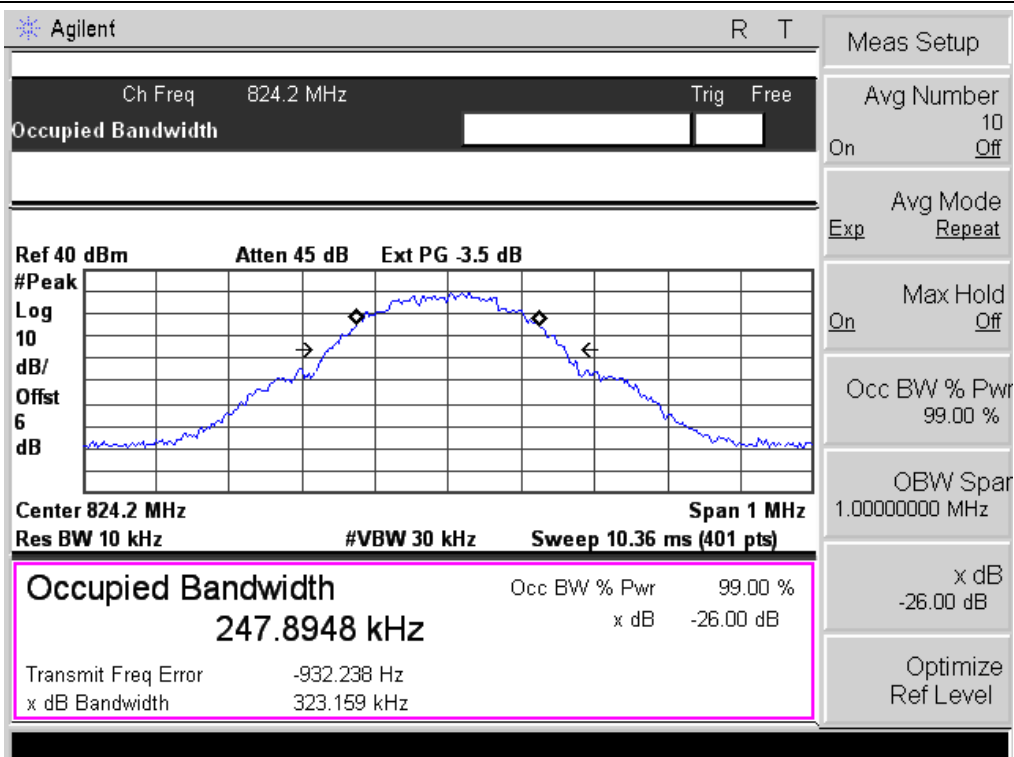 Agilent R T
Ch Freq 824.2 MHz Trig Free
Occupied Bandwidth
Ref 40 dBm Atten 45 dB Ext PG -3.5 dB
#Peak
Log
10
dB/
Offst
6
dB
Center 824.2 MHz Span 1 MHz
Res BW 10 kHz #VBW 30 kHz Sweep 10.36 ms (401 pts)
Occupied Bandwidth
247.8948 kHz
Occ BW % Pwr 99.00 %
x dB -26.00 dB
Transmit Freq Error -932.238 Hz
x dB Bandwidth 323.159 kHz
Meas Setup
Avg Number
10
On Off
Avg Mode
Exp Repeat
Max Hold
On Off
Occ BW % Pwr
99.00 %
OBW Span
1.00000000 MHz
x dB
-26.00 dB
Optimize
Ref Level